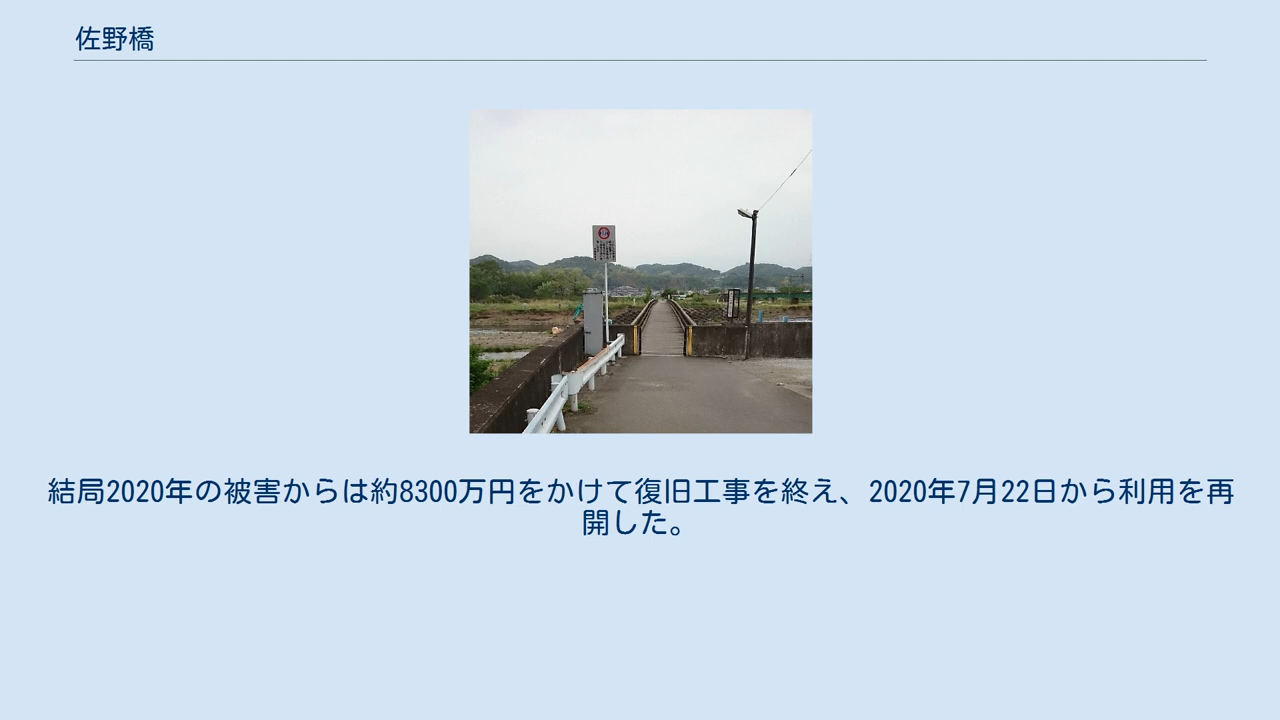 佐野橋
結局2020年の被害からは約8300万円をかけて復旧工事を終え、2020年7月22日から利用を再
開した。